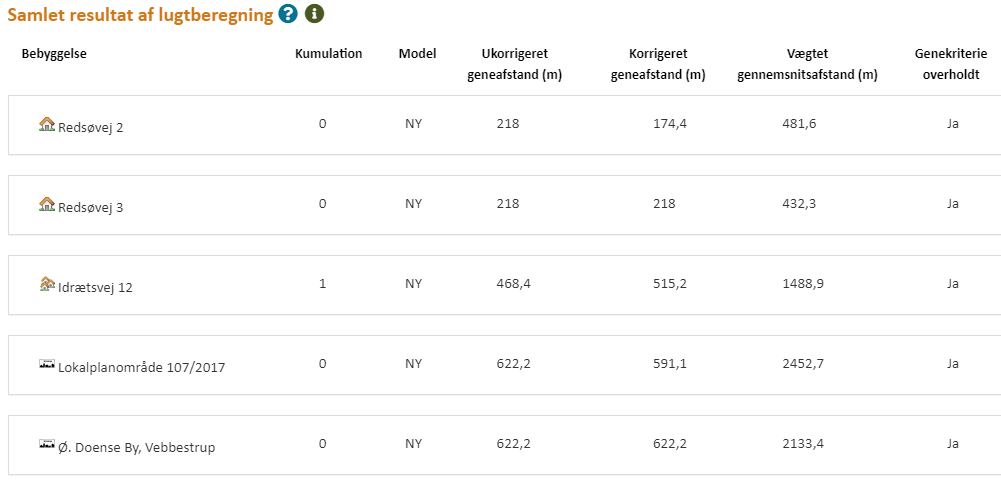 Samlet resultat af lugtberegning ? i
Bebyggelse Kumulation Model Ukorrigeret geneafstand (m) Korrigeret geneafstand (m) Vægtet gennemsnitsafstand (m) Genekriterie overholdt
Redsøvej 2 0 NY 218 174,4 481,6 Ja
Redsøvej 3 0 NY 218 218 432,3 Ja
Idrætsvej 12 1 NY 468,4 515,2 1488,9 Ja
Lokalplanområde 107/2017 0 NY 622,2 591,1 2452,7 Ja
Ø. Doense By, Vebbestrup 0 NY 622,2 622,2 2133,4 Ja